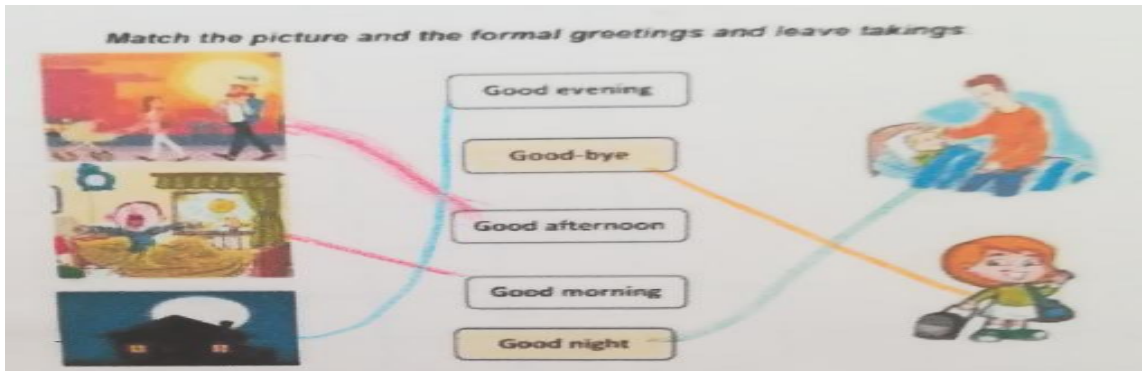 Match the picture and the formal greetings and leave takings
Good evening
Good-bye
Good afternoon
Good morning
Good night